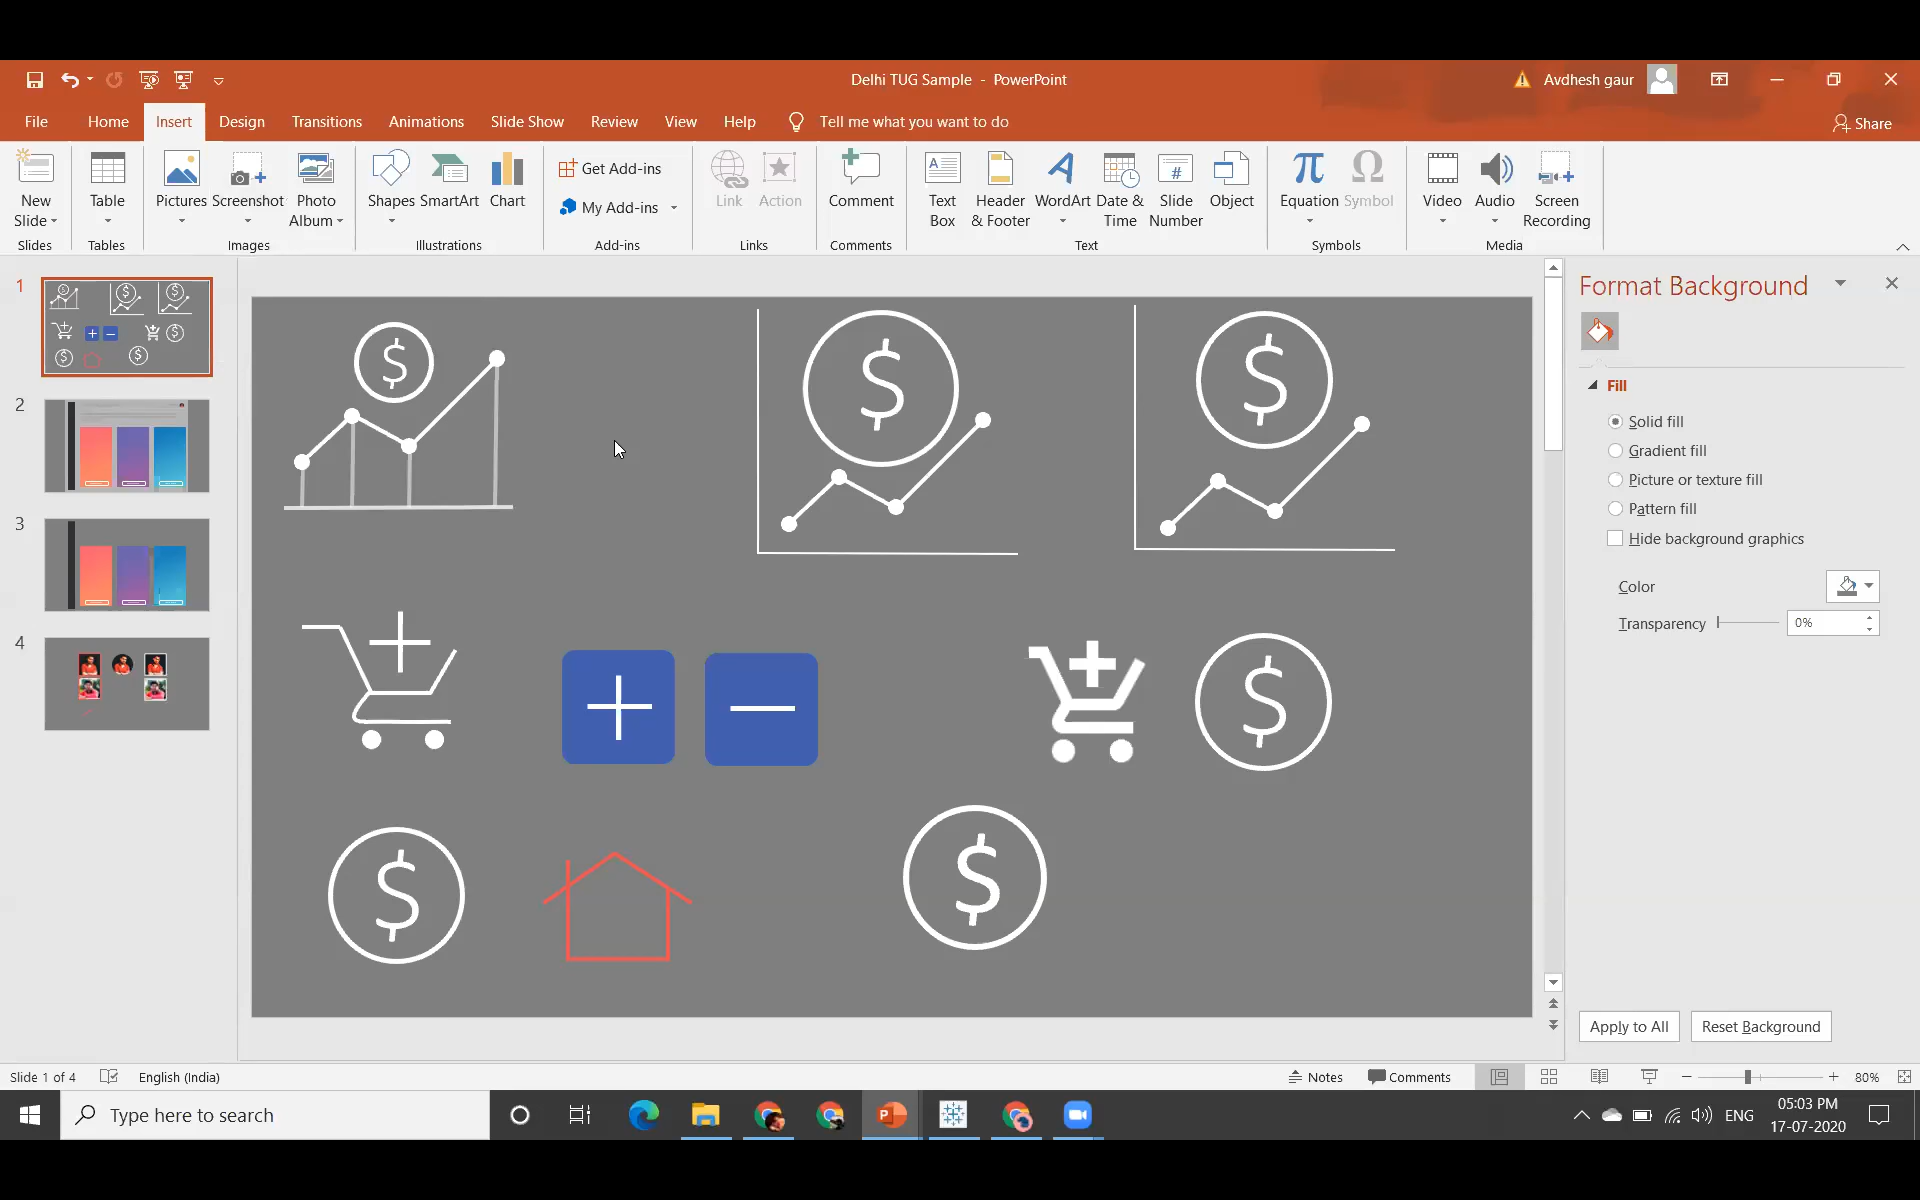 Delhi TUG Sample - PowerPoint
Avdhesh gaur
File Home Insert Design Transitions Animations Slide Show Review View Help Tell me what you want to do
Share
New Slide
Table
Pictures
Screenshot
Photo Album
Shapes
SmartArt
Chart
Get Add-ins
My Add-ins
Link
Action
Comment
Text Box
Header & Footer
WordArt
Date & Time
Slide Number
Object
Equation
Symbol
Video
Audio
Screen Recording
Slides Tables Images Illustrations Add-ins Links Comments Text Symbols Media
1
2
3
4
$ $ $
$
$ $
Format Background
Fill
Solid fill
Gradient fill
Picture or texture fill
Pattern fill
Hide background graphics
Color
Transparency 0%
Apply to All Reset Background
Slide 1 of 4 English (India) Notes Comments 80%
Type here to search
ENG
05:03 PM
17-07-2020